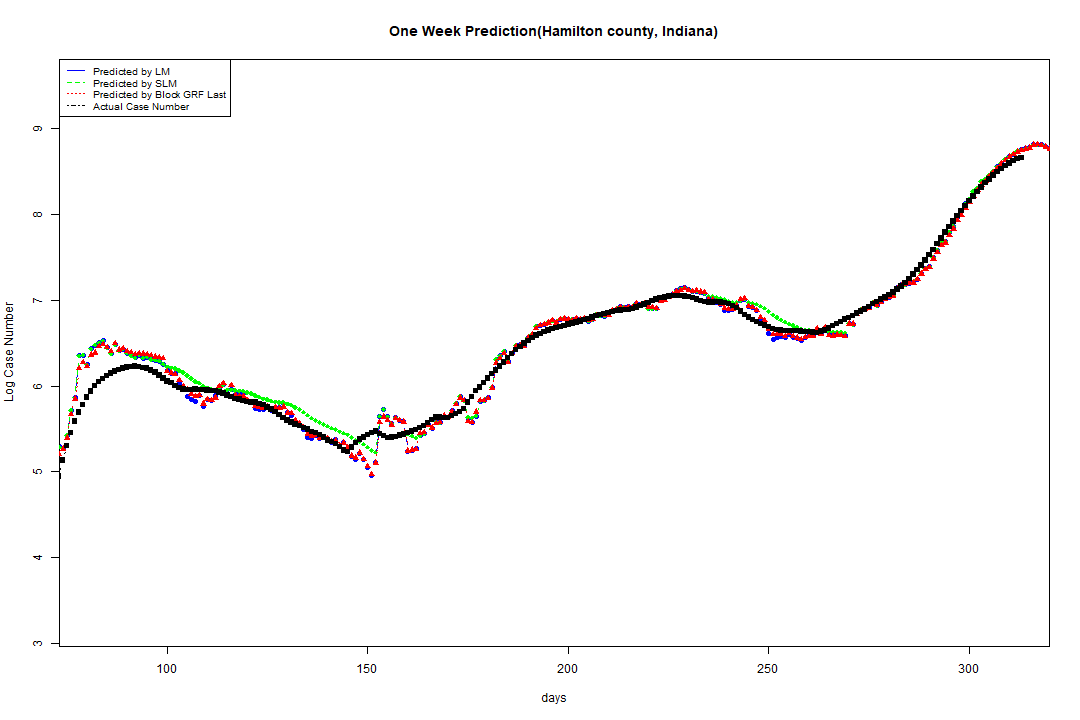 One Week Prediction(Hamilton county, Indiana)
Predicted by LM
Predicted by SLM
Predicted by Block GRF Last
Actual Case Number
9
8
7
6
5
4
3
Log Case Number
100 150 200 250 300
days